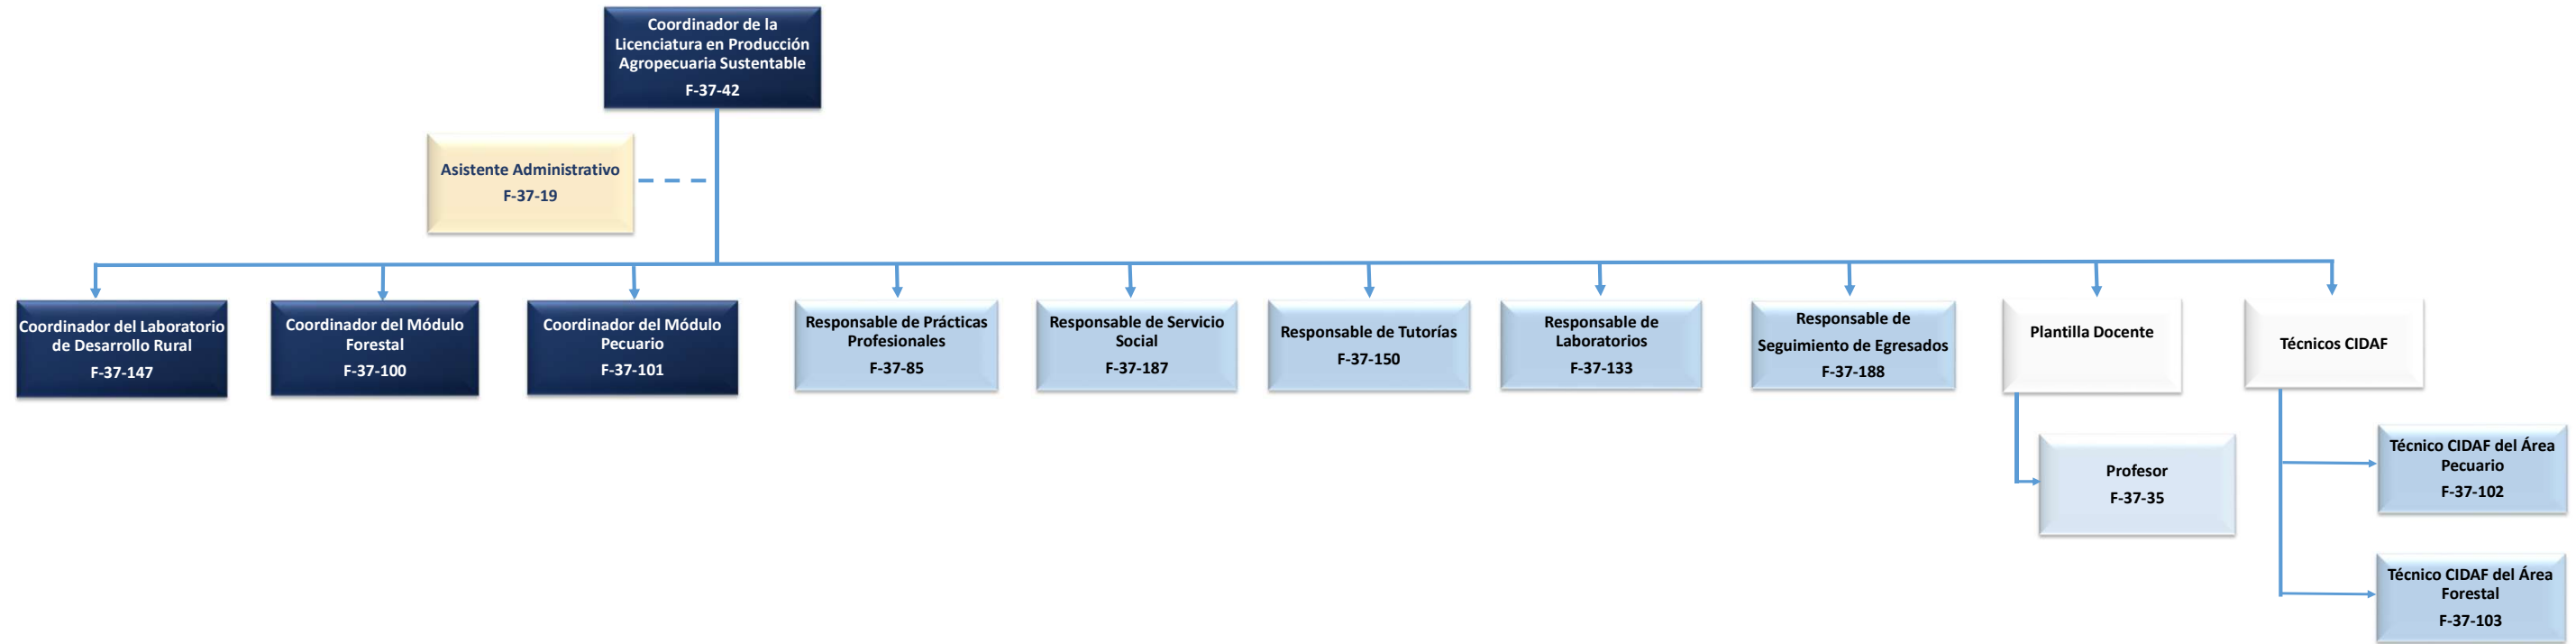 Coordinador de la
Licenciatura en Producción
Agropecuaria Sustentable
F-37-42
Asistente Administrativo
F-37-19
Coordinador del Laboratorio
de Desarrollo Rural
F-37-147
Coordinador del Módulo
Forestal
F-37-100
Coordinador del Módulo
Pecuario
F-37-101
Responsable de Prácticas
Profesionales
F-37-85
Responsable de Servicio
Social
F-37-187
Responsable de Tutorías
F-37-150
Responsable de
Laboratorios
F-37-133
Responsable de
Seguimiento de Egresados
F-37-188
Plantilla Docente
Técnicos CIDAF
Profesor
F-37-35
Técnico CIDAF del Área
Pecuario
F-37-102
Técnico CIDAF del Área
Forestal
F-37-103